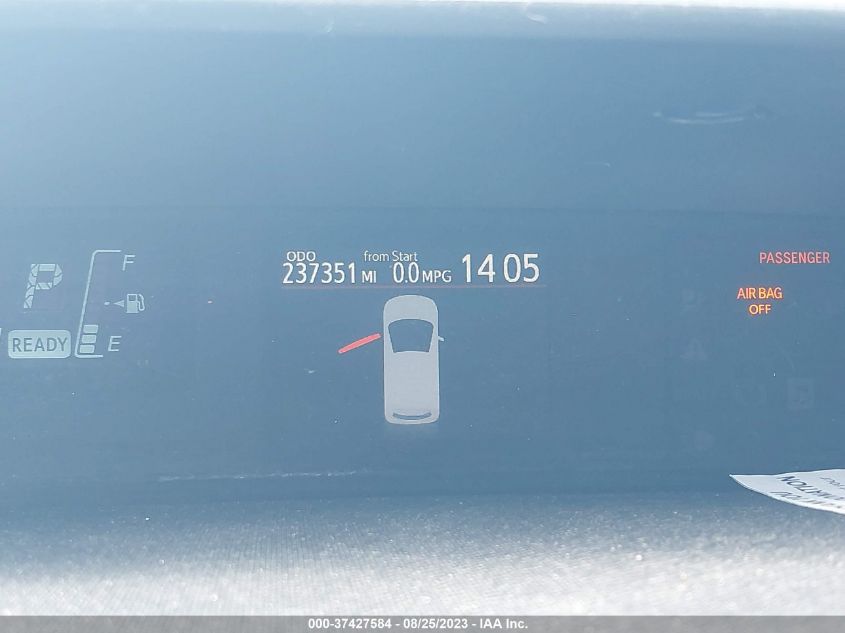 P
F
READY
E
ODO
237351 MI
from Start
0.0 MPG
14 05
PASSENGER
AIR BAG
OFF
000-37427584 - 08/25/2023 - IAA Inc.